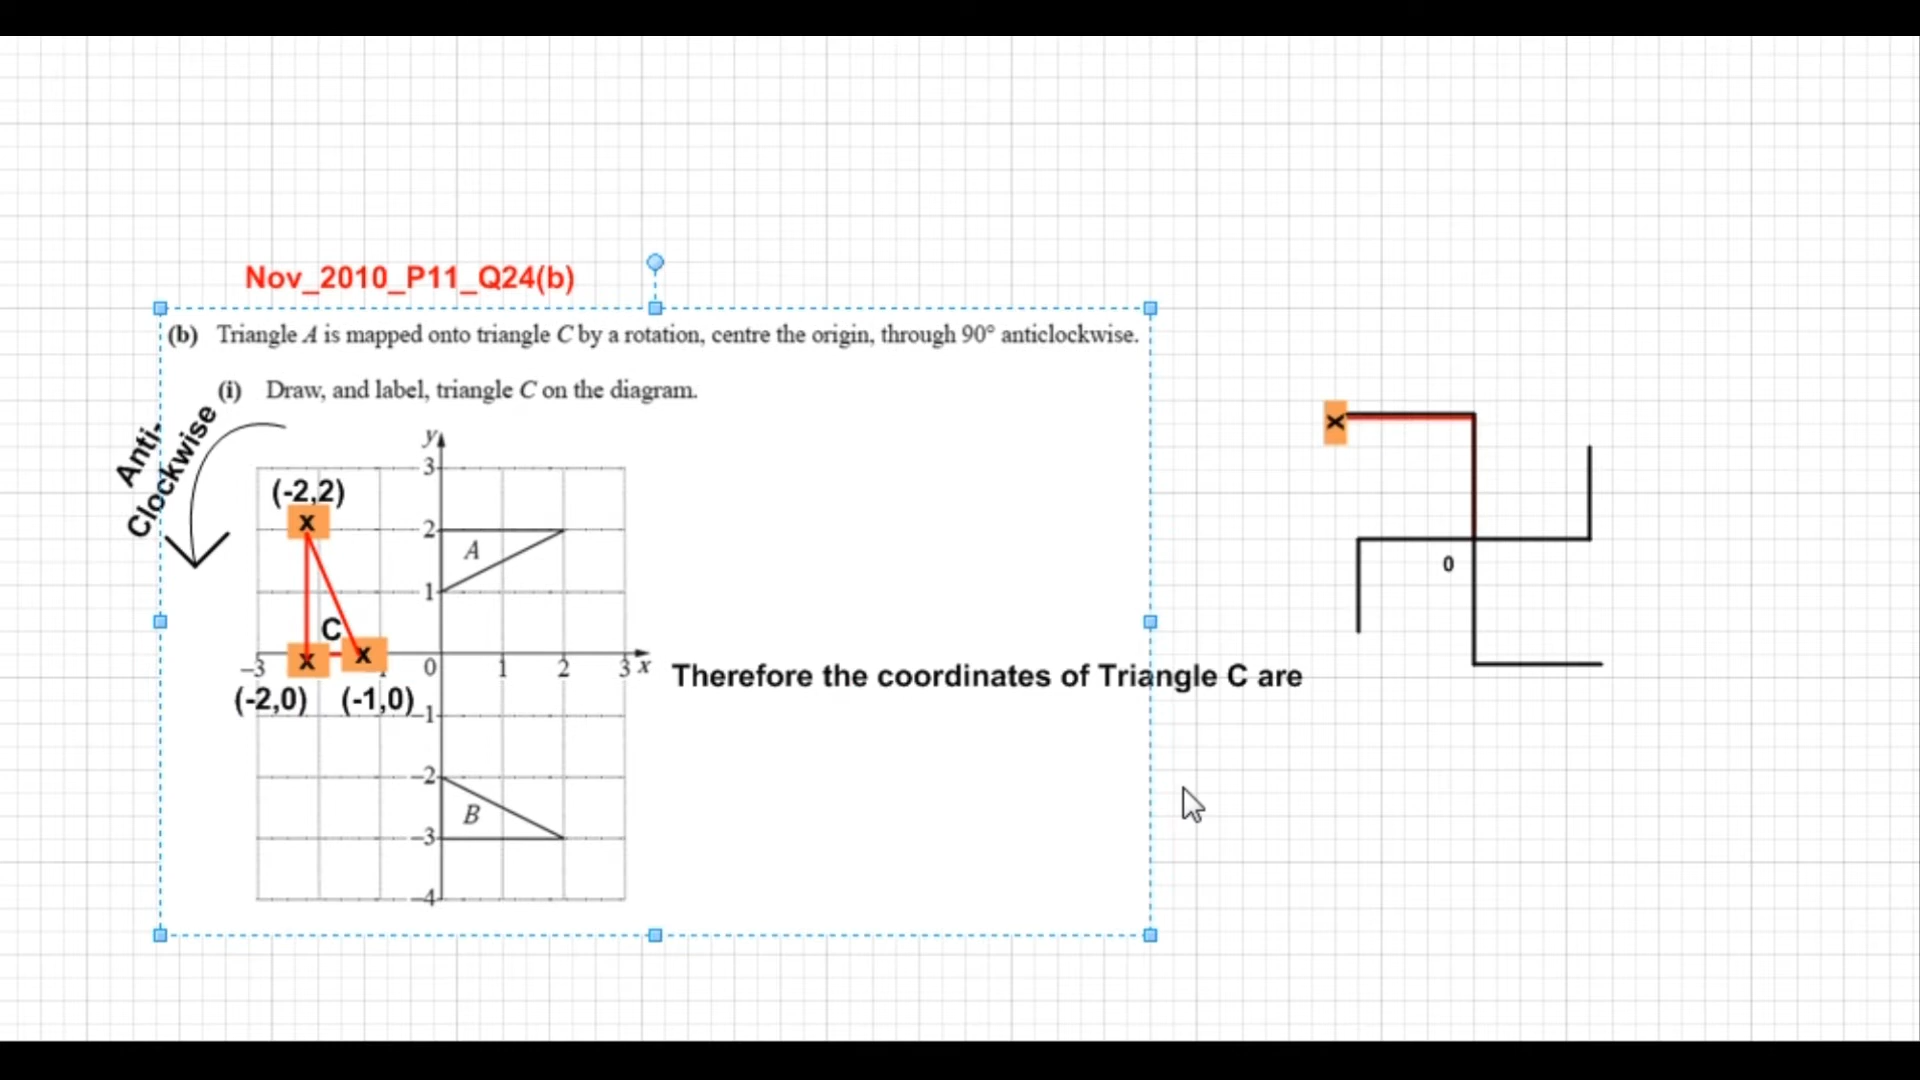 Nov_2010_P11_Q24(b)
(b) Triangle A is mapped onto triangle C by a rotation, centre the origin, through 90° anticlockwise.
(i) Draw, and label, triangle C on the diagram.
Anti-
Clockwise
y
3
(-2,2)
x
2
A
1
C
x
x
–3
0
1
2
3
x
(-2,0)
(-1,0)
–1
–2
B
–3
–4
Therefore the coordinates of Triangle C are
x
0